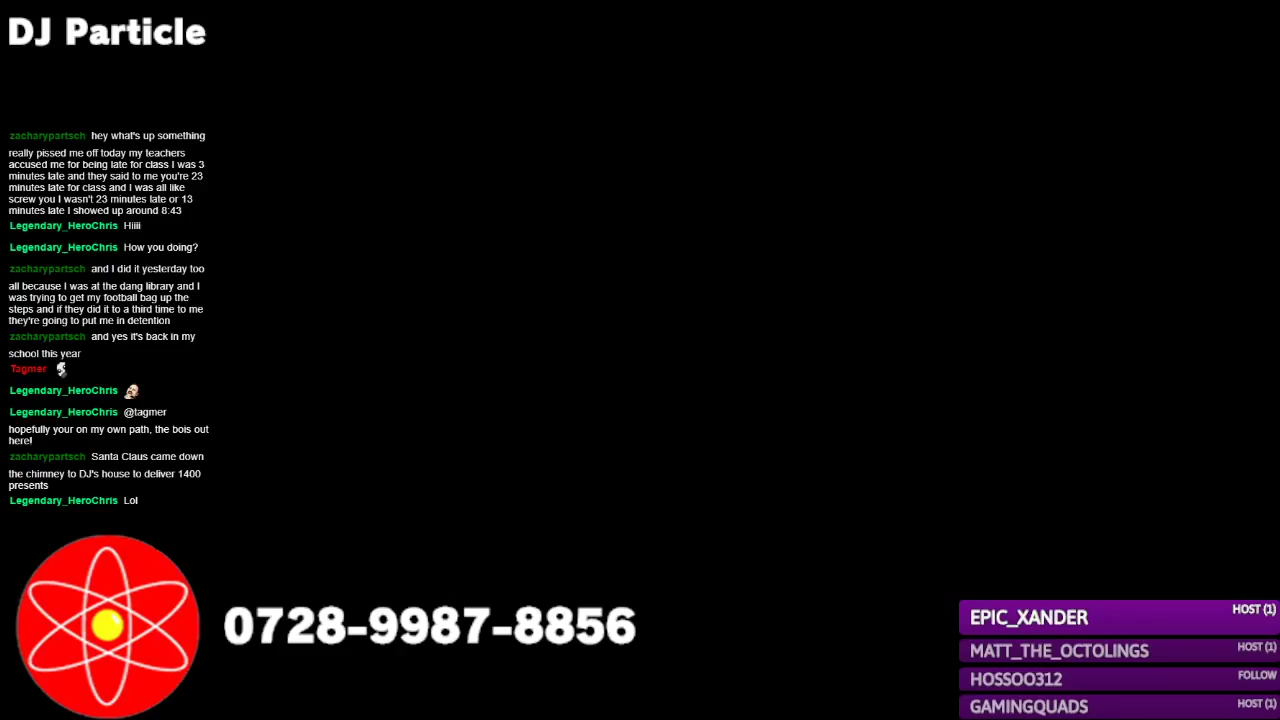 DJ Particle
zacharypartsch hey what's up something
really pissed me off today my teachers
accused me for being late for class I was 3
minutes late and they said to me you're 23
minutes late for class and I was all like
screw you I wasn't 23 minutes late or 13
minutes late I showed up around 8:43
Legendary_HeroChris Hiiii
Legendary_HeroChris How you doing?
zacharypartsch and I did it yesterday too
all because I was at the dang library and I
was trying to get my football bag up the
steps and if they did it to a third time to me
they're going to put me in detention
zacharypartsch and yes it's back in my
school this year
Tagmer
Legendary_HeroChris
Legendary_HeroChris @tagmer
hopefully your on my own path, the bois out
here!
zacharypartsch Santa Claus came down
the chimney to DJ's house to deliver 1400
presents
Legendary_HeroChris Lol
0728-9987-8856
EPIC_XANDER HOST (1)
MATT_THE_OCTOLINGS HOST (1)
HOSSOO312 FOLLOW
GAMINGQUADS HOST (1)